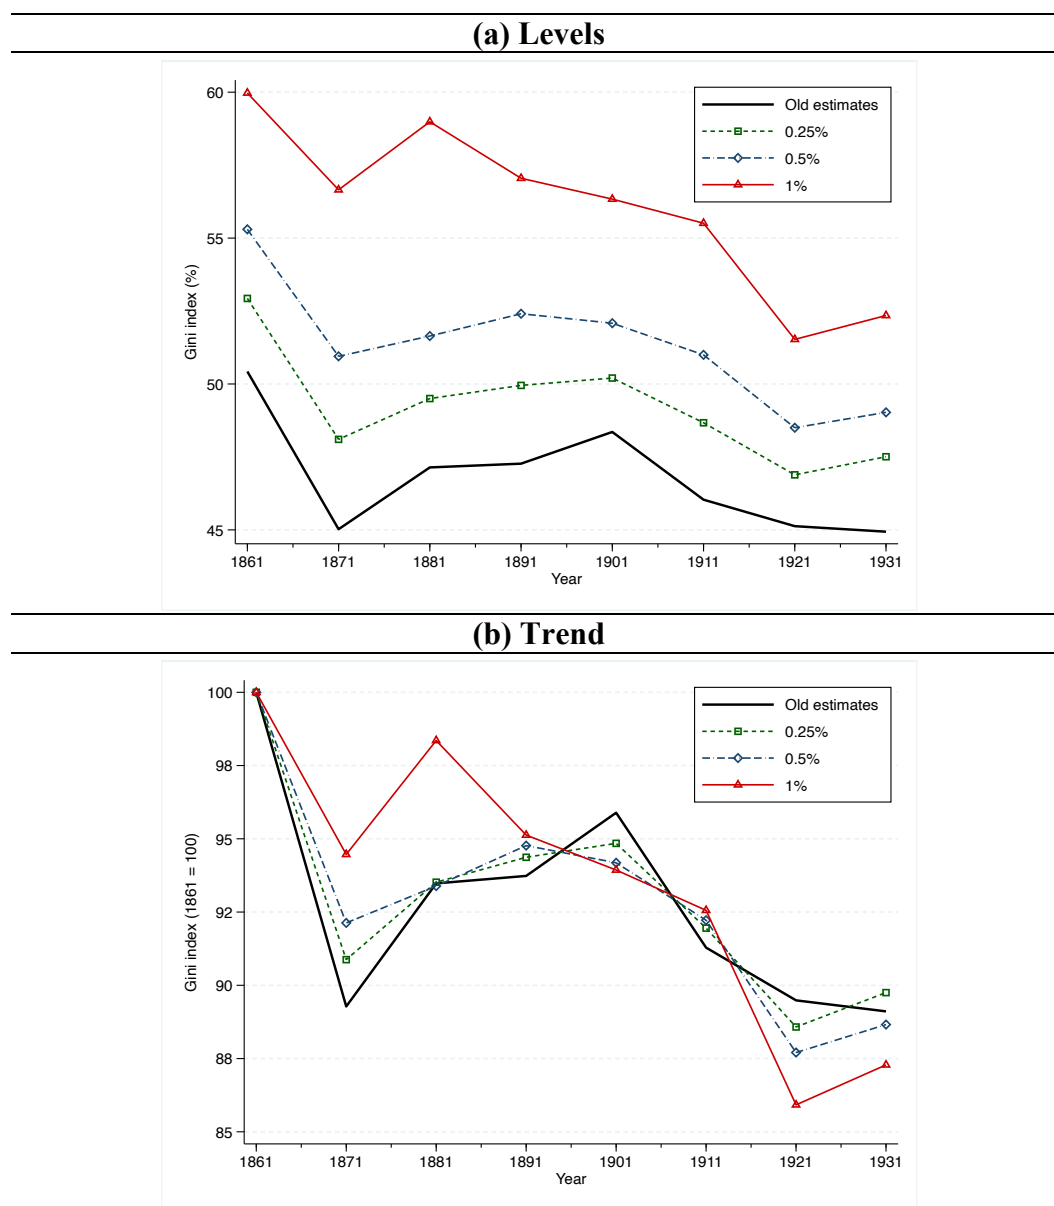 (a) Levels
60
55
50
45
Gini index (%)
Old estimates
0.25%
0.5%
1%
1861 1871 1881 1891 1901 1911 1921 1931
Year
(b) Trend
100
98
95
92
90
88
85
Gini index (1861 = 100)
Old estimates
0.25%
0.5%
1%
1861 1871 1881 1891 1901 1911 1921 1931
Year